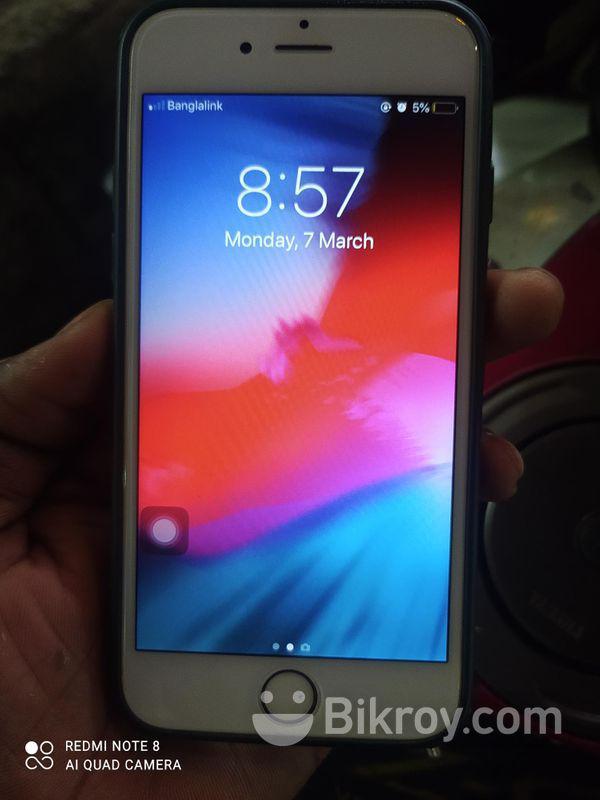 Banglalink
5%
8:57
Monday, 7 March
Bikroy.com
REDMI NOTE 8
AI QUAD CAMERA